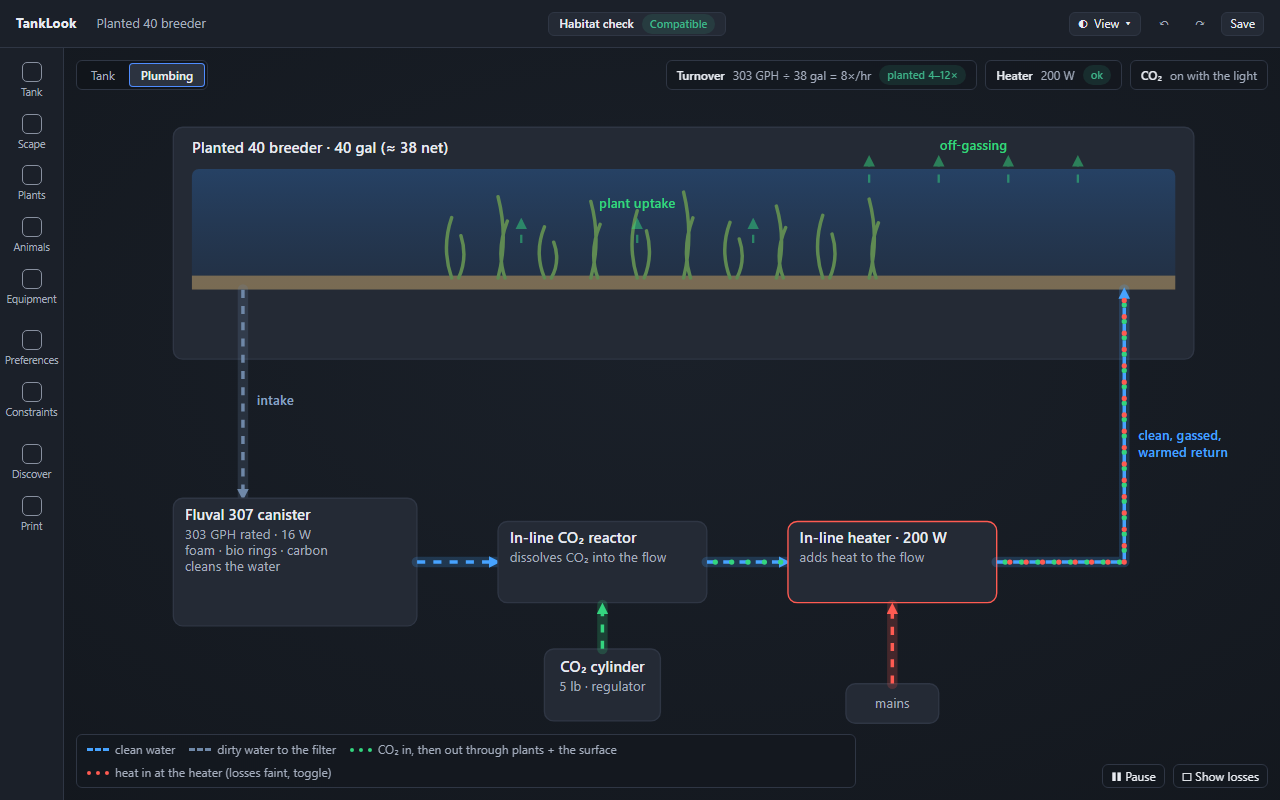 TankLook Planted 40 breeder Habitat check Compatible View Save
Tank Plumbing Turnover 303 GPH ÷ 38 gal = 8×/hr planted 4–12× Heater 200 W ok CO₂ on with the light
Tank
Scape
Plants
Animals
Equipment
Preferences
Constraints
Discover
Print
Planted 40 breeder · 40 gal (≈ 38 net)
off-gassing
plant uptake
intake
clean, gassed,
warmed return
Fluval 307 canister
303 GPH rated · 16 W
foam · bio rings · carbon
cleans the water
In-line CO₂ reactor
dissolves CO₂ into the flow
In-line heater · 200 W
adds heat to the flow
CO₂ cylinder
5 lb · regulator
mains
clean water dirty water to the filter CO₂ in, then out through plants + the surface
heat in at the heater (losses faint, toggle)
Pause Show losses